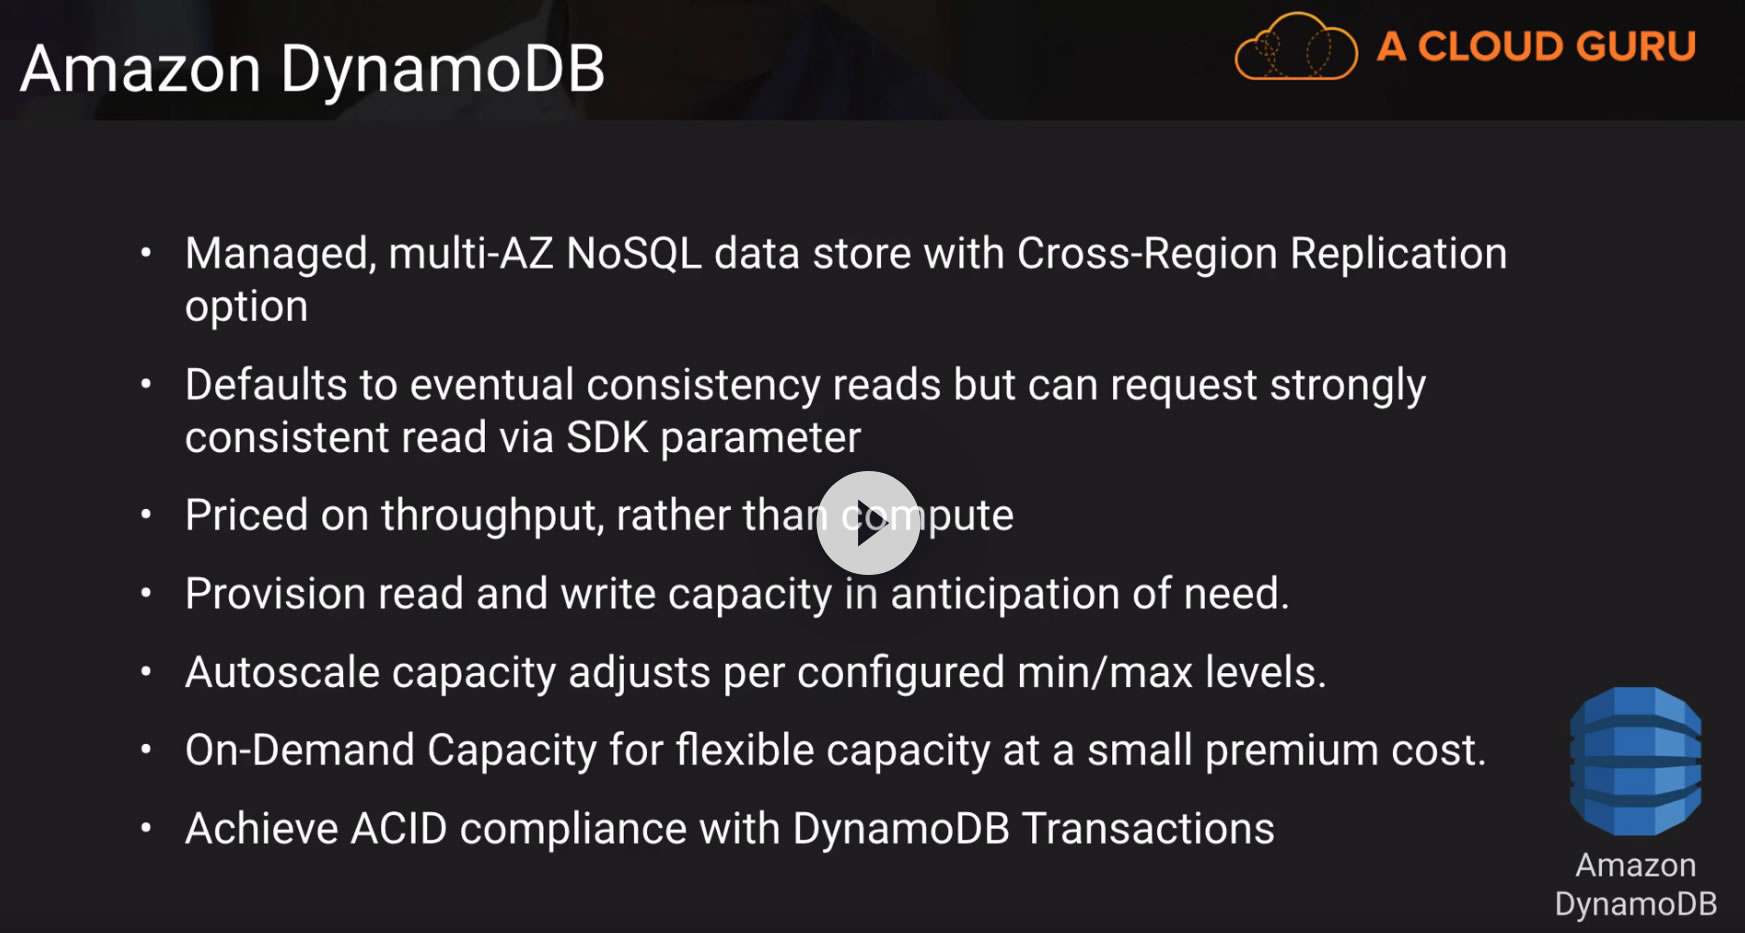 Amazon DynamoDB
A CLOUD GURU
• Managed, multi-AZ NoSQL data store with Cross-Region Replication
option
• Defaults to eventual consistency reads but can request strongly
consistent read via SDK parameter
• Priced on throughput, rather than compute
• Provision read and write capacity in anticipation of need.
• Autoscale capacity adjusts per configured min/max levels.
• On-Demand Capacity for flexible capacity at a small premium cost.
• Achieve ACID compliance with DynamoDB Transactions
Amazon
DynamoDB